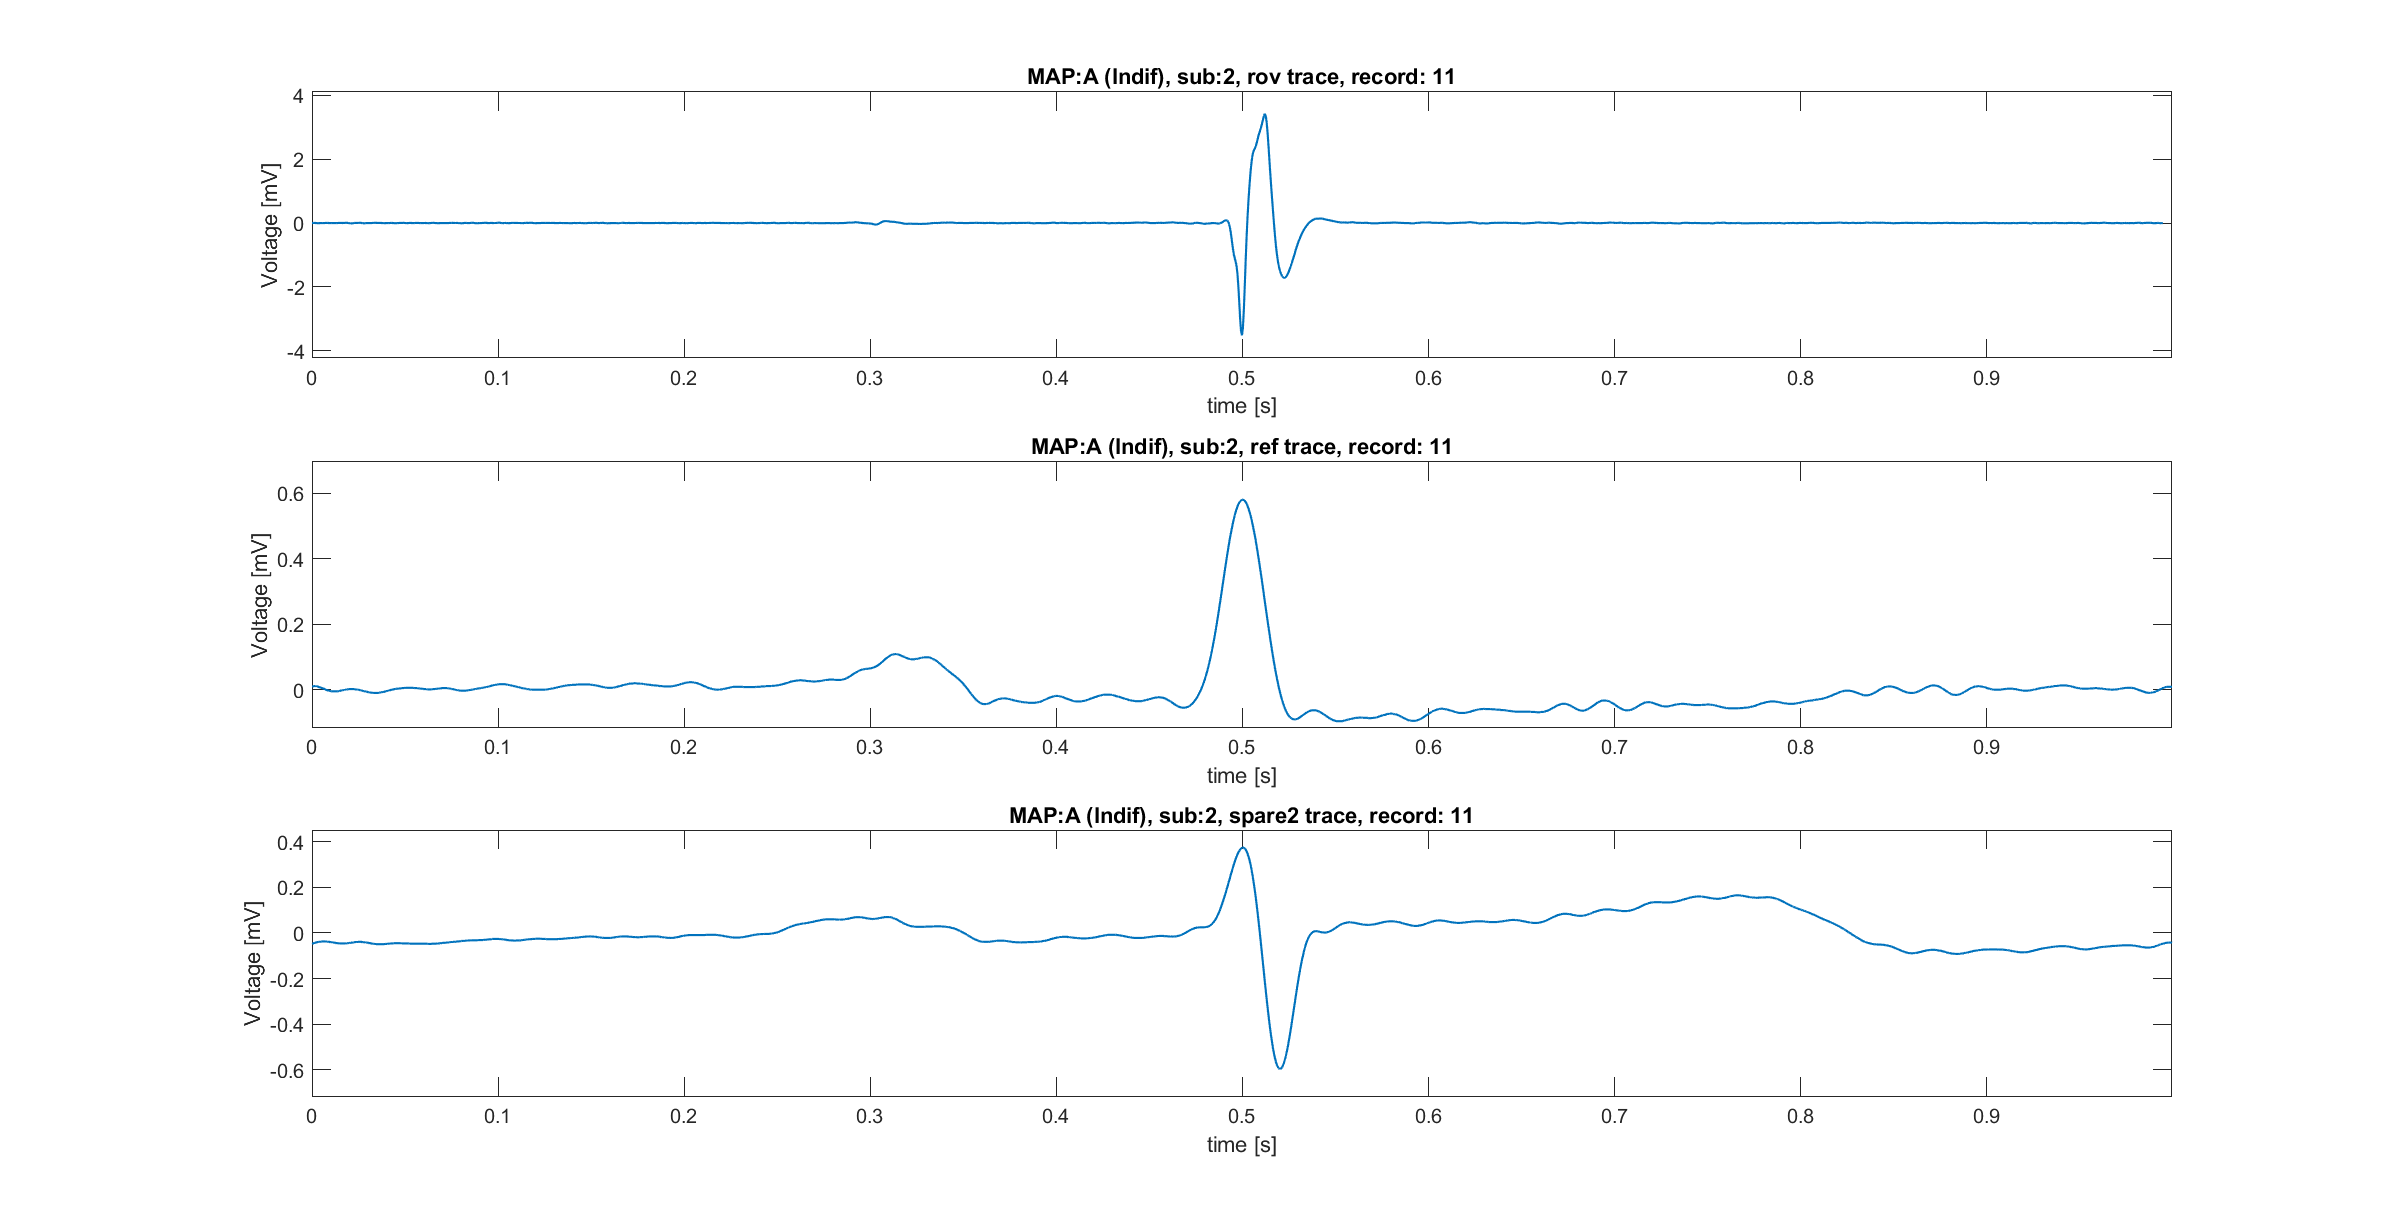 MAP:A (Indif), sub:2, rov trace, record: 11
Voltage [mV]
4
2
0
-2
-4
0 0.1 0.2 0.3 0.4 0.5 0.6 0.7 0.8 0.9
time [s]
MAP:A (Indif), sub:2, ref trace, record: 11
Voltage [mV]
0.6
0.4
0.2
0
0 0.1 0.2 0.3 0.4 0.5 0.6 0.7 0.8 0.9
time [s]
MAP:A (Indif), sub:2, spare2 trace, record: 11
Voltage [mV]
0.4
0.2
0
-0.2
-0.4
-0.6
0 0.1 0.2 0.3 0.4 0.5 0.6 0.7 0.8 0.9
time [s]